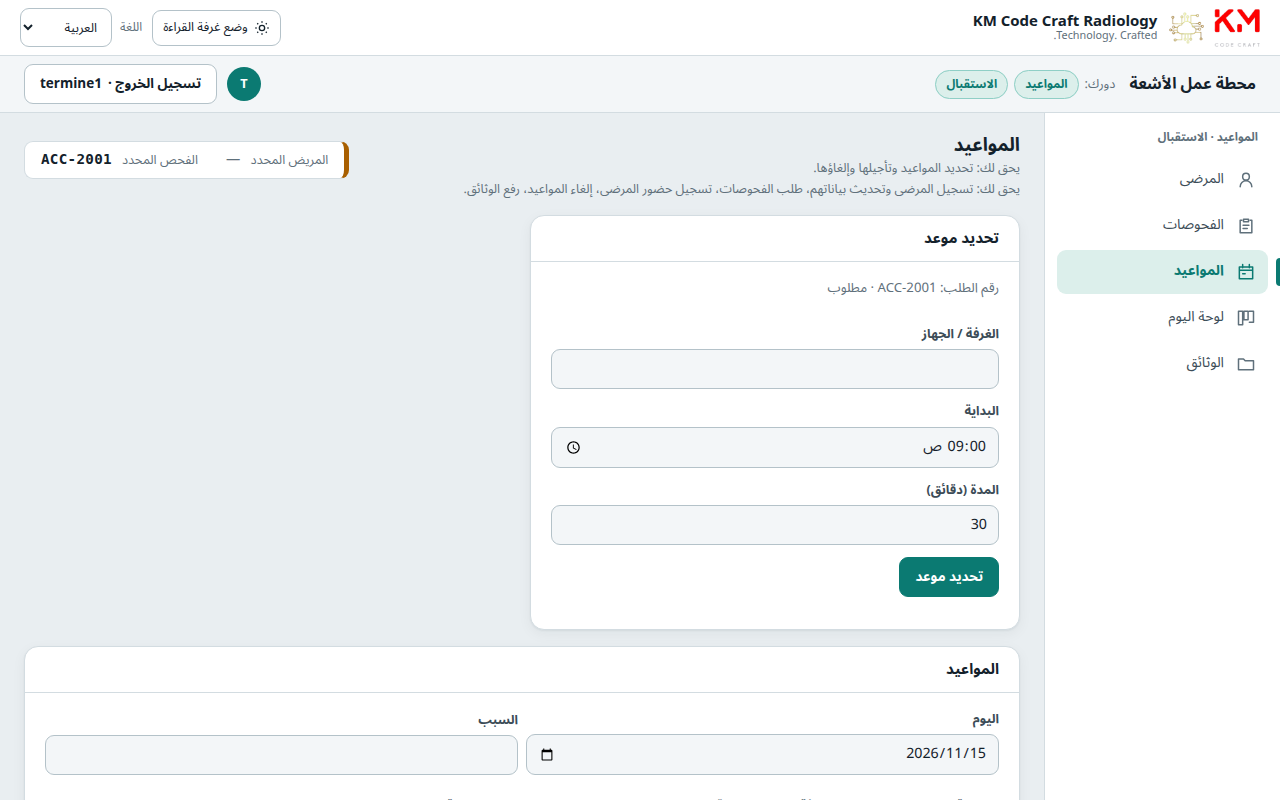 KM
CODE CRAFT
KM Code Craft Radiology
Technology. Crafted.
وضع غرفة القراءة
اللغة
العربية
محطة عمل الأشعة
دورك:
المواعيد
الاستقبال
T
تسجيل الخروج · termine1
المواعيد · الاستقبال
المرضى
الفحوصات
المواعيد
لوحة اليوم
الوثائق
المواعيد
يحق لك: تحديد المواعيد وتأجيلها وإلغاؤها.
يحق لك: تسجيل المرضى وتحديث بياناتهم، طلب الفحوصات، تسجيل حضور المرضى، إلغاء المواعيد، رفع الوثائق.
المريض المحدد —
الفحص المحدد ACC-2001
تحديد موعد
رقم الطلب: ACC-2001 · مطلوب
الغرفة / الجهاز
البداية
09:00 ص
المدة (دقائق)
30
تحديد موعد
المواعيد
اليوم
2026/11/15
السبب